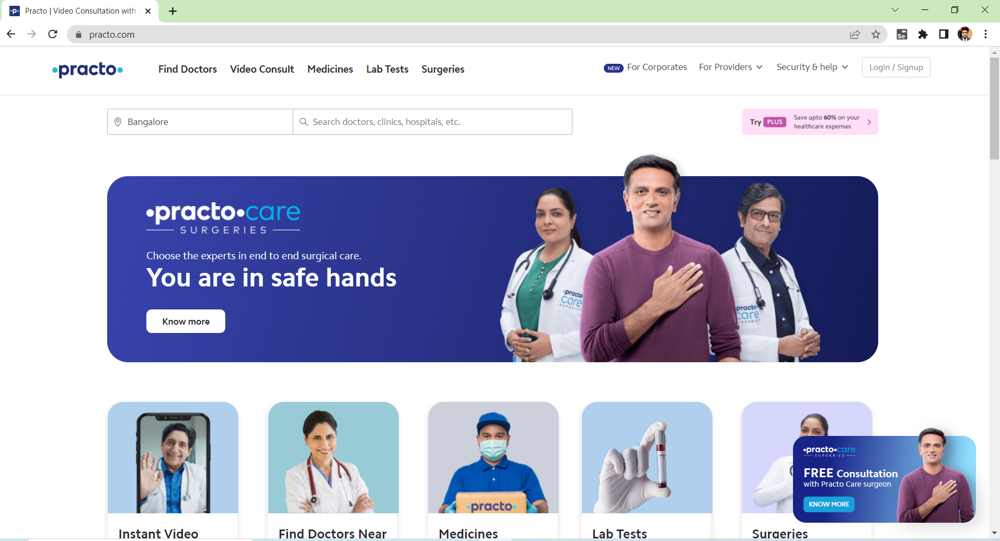 Practo | Video Consultation with
practo.com
practo
Find Doctors
Video Consult
Medicines
Lab Tests
Surgeries
NEW For Corporates
For Providers
Security & help
Login / Signup
Bangalore
Search doctors, clinics, hospitals, etc.
Try PLUS
Save upto 60% on your
healthcare expenses
practo care
SURGERIES
Choose the experts in end to end surgical care.
You are in safe hands
Know more
practo
care
SURGERIES
practo
care
SURGERIES
practo
Instant Video
Find Doctors Near
Medicines
Lab Tests
Surgeries
practo care
SURGERIES
FREE Consultation
with Practo Care surgeon
KNOW MORE
Se